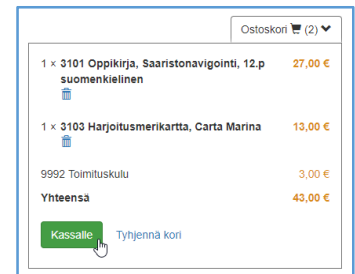 Ostoskori (2)
1 × 3101 Oppikirja, Saaristonavigointi, 12.p 27,00 €
suomenkielinen
1 × 3103 Harjoitusmerikartta, Carta Marina 13,00 €
9992 Toimituskulu 3,00 €
Yhteensä 43,00 €
Kassalle Tyhjennä kori